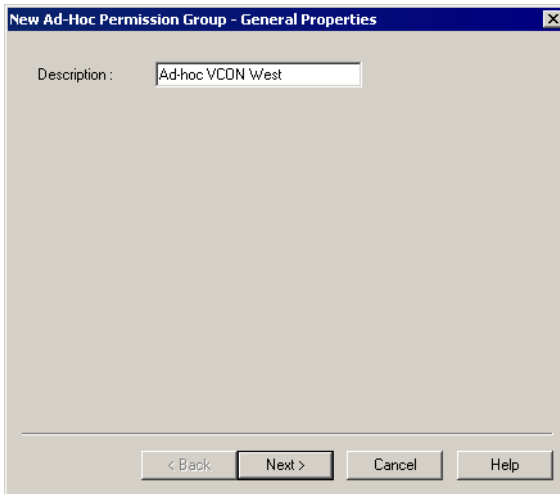 New Ad-Hoc Permission Group - General Properties
Description : Ad-hoc VCON West
< Back Next > Cancel Help